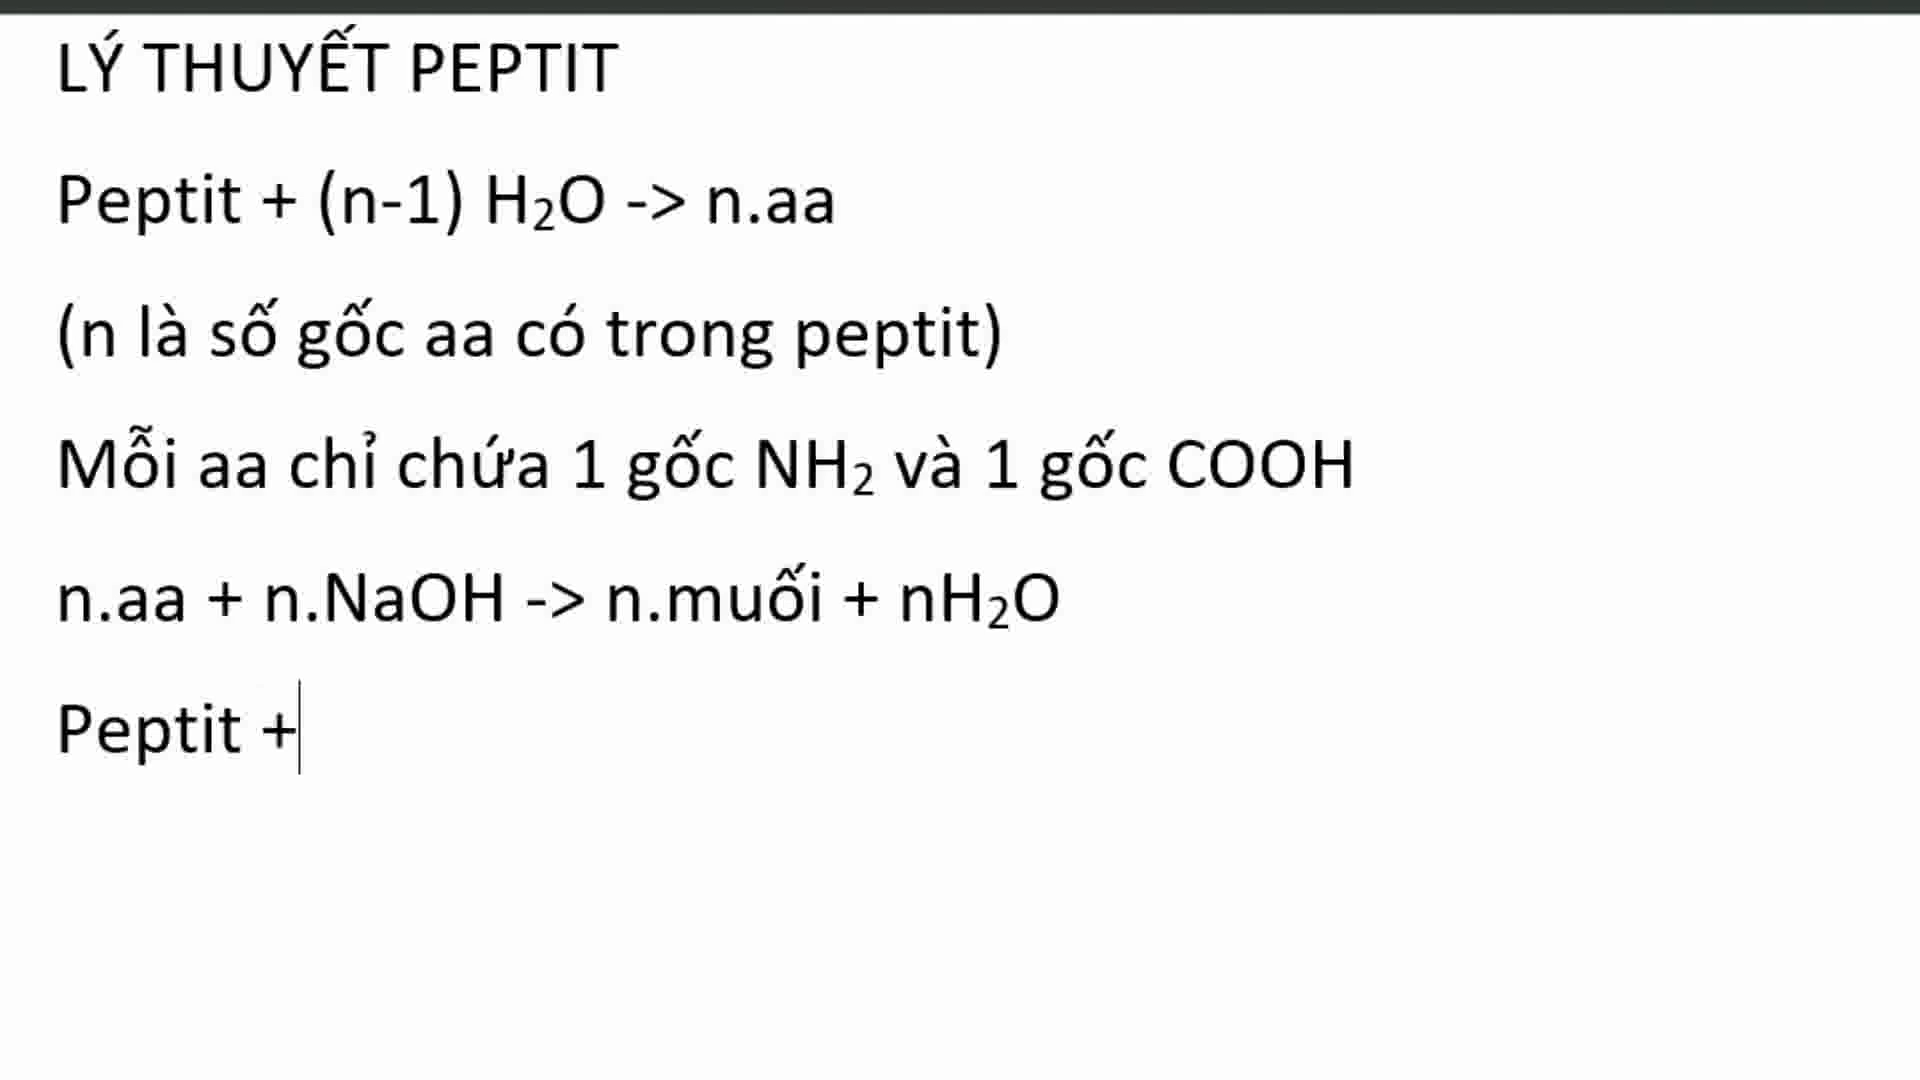 LÝ THUYẾT PEPTIT
Peptit + (n-1) H₂O -> n.aa
(n là số gốc aa có trong peptit)
Mỗi aa chỉ chứa 1 gốc NH₂ và 1 gốc COOH
n.aa + n.NaOH -> n.muối + nH₂O
Peptit +